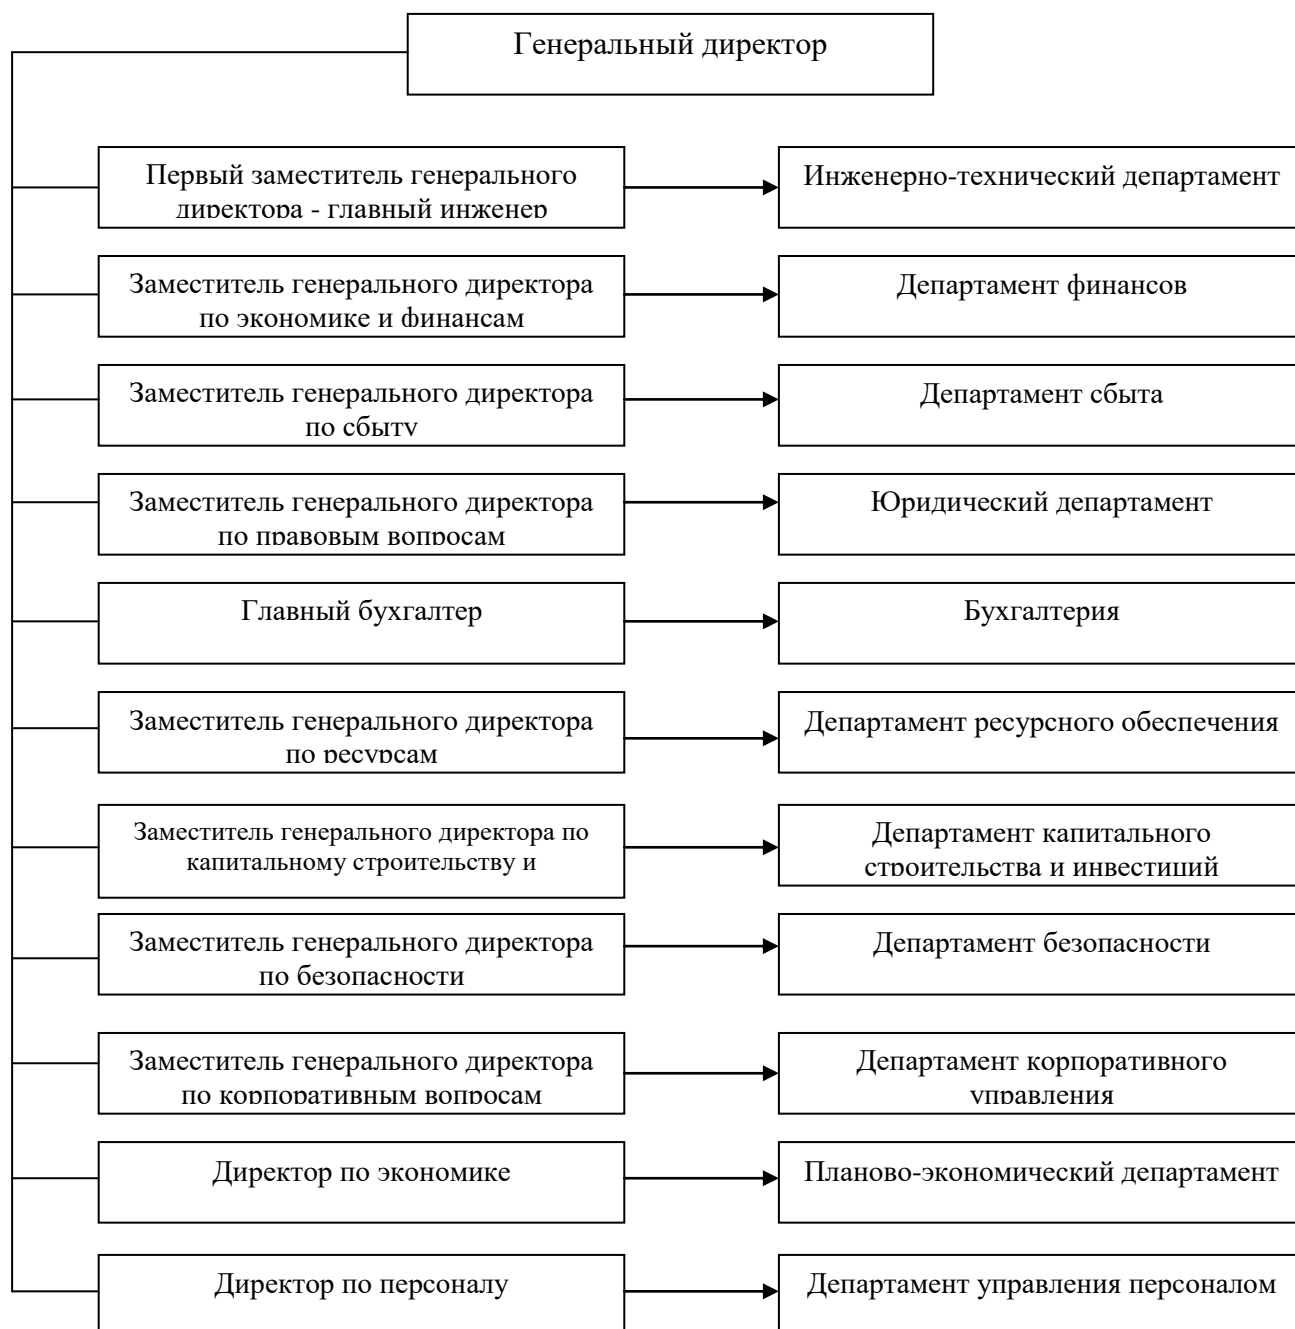 Генеральный директор
Первый заместитель генерального
директора - главный инженер
Инженерно-технический департамент
Заместитель генерального директора
по экономике и финансам
Департамент финансов
Заместитель генерального директора
по сбыту
Департамент сбыта
Заместитель генерального директора
по правовым вопросам
Юридический департамент
Главный бухгалтер
Бухгалтерия
Заместитель генерального директора
по ресурсам
Департамент ресурсного обеспечения
Заместитель генерального директора по
капитальному строительству и
Департамент капитального
строительства и инвестиций
Заместитель генерального директора
по безопасности
Департамент безопасности
Заместитель генерального директора
по корпоративным вопросам
Департамент корпоративного
управления
Директор по экономике
Планово-экономический департамент
Директор по персоналу
Департамент управления персоналом